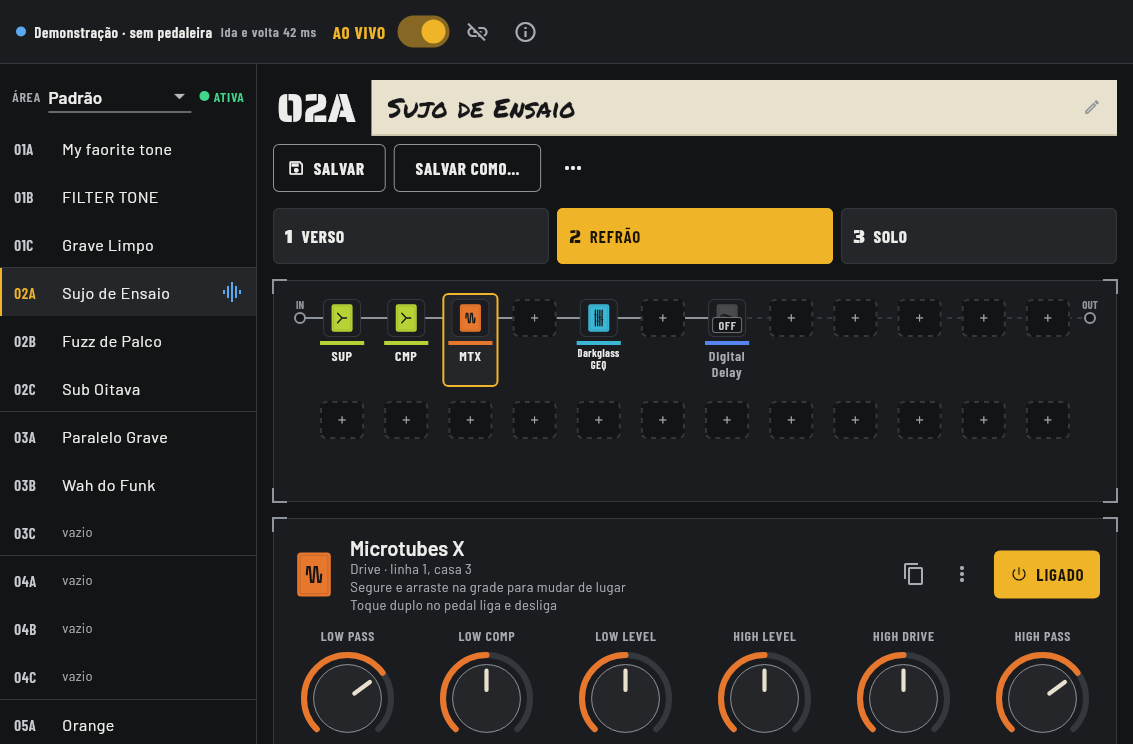 Demonstração · sem pedaleira Ida e volta 42 ms AO VIVO
ÁREA Padrão ATIVA
01A My faorite tone
01B FILTER TONE
01C Grave Limpo
02A Sujo de Ensaio
02B Fuzz de Palco
02C Sub Oitava
03A Paralelo Grave
03B Wah do Funk
03C vazio
04A vazio
04B vazio
04C vazio
05A Orange
02A Sujo de Ensaio
SALVAR SALVAR COMO... ...
1 VERSO 2 REFRÃO 3 SOLO
IN OUT
+ + OFF + + + + +
SUP CMP MTX Darkglass GEQ Digital Delay
+ + + + + + + + + + + +
Microtubes X
Drive · linha 1, casa 3
Segure e arraste na grade para mudar de lugar
Toque duplo no pedal liga e desliga
LIGADO
LOW PASS LOW COMP LOW LEVEL HIGH LEVEL HIGH DRIVE HIGH PASS